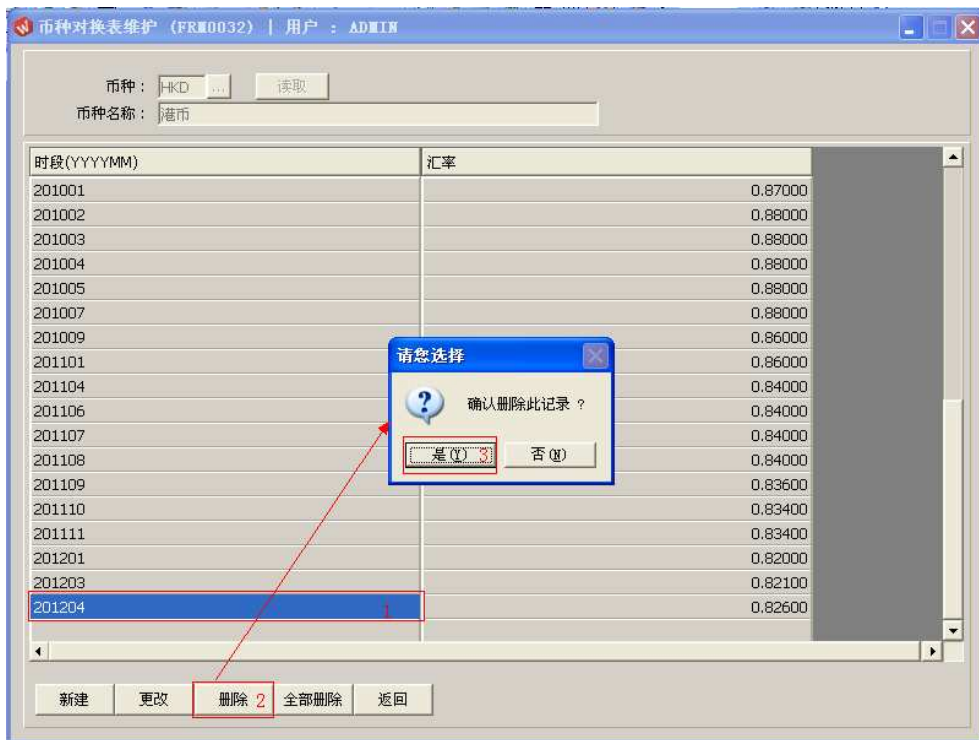 币种对换表维护 (FRM0032) | 用户 : ADMIN
币种： HKD ... 读取
币种名称： 港币
时段(YYYYMM) 汇率
201001 0.87000
201002 0.88000
201003 0.88000
201004 0.88000
201005 0.88000
201007 0.88000
201009 0.86000
201101 0.86000
201104 0.84000
201106 0.84000
201107 0.84000
201108 0.84000
201109 0.83600
201110 0.83400
201111 0.83400
201201 0.82000
201203 0.82100
201204 1 0.82600
请您选择
确认删除此记录 ？
是(Y) 3 否(N)
新建 更改 删除 2 全部删除 返回